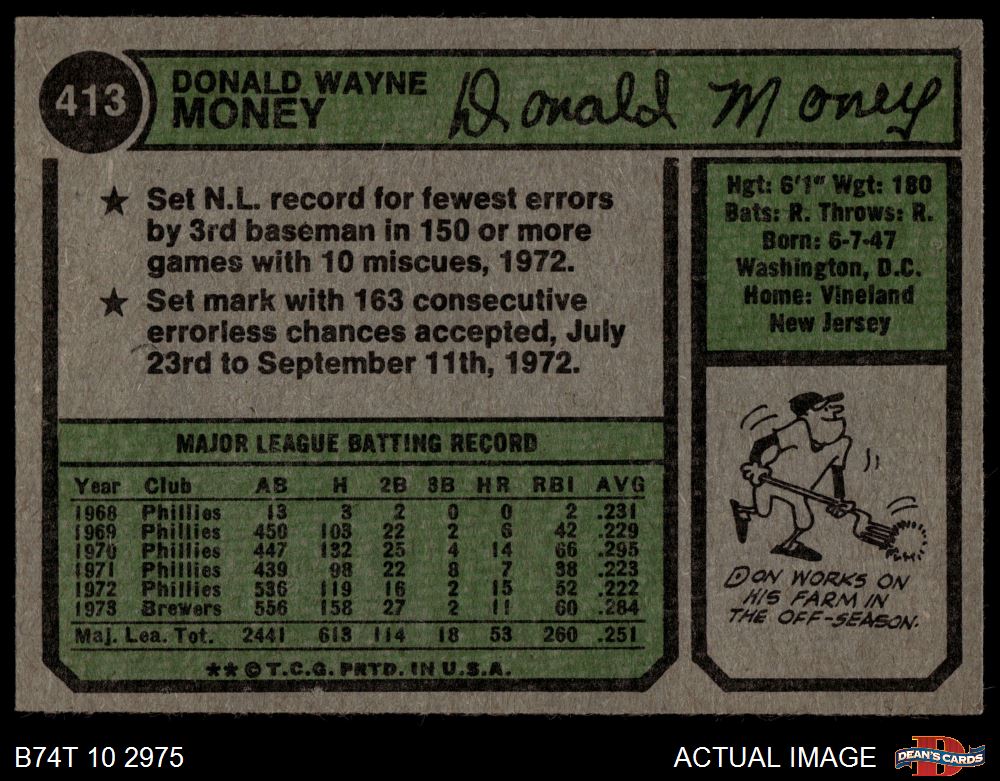 413
DONALD WAYNE
MONEY
Donald Money
★ Set N.L. record for fewest errors
by 3rd baseman in 150 or more
games with 10 miscues, 1972.
★ Set mark with 163 consecutive
errorless chances accepted, July
23rd to September 11th, 1972.
Hgt: 6'1" Wgt: 180
Bats: R. Throws: R.
Born: 6-7-47
Washington, D.C.
Home: Vineland
New Jersey
MAJOR LEAGUE BATTING RECORD
Year Club AB H 2B 3B HR RBI AVG
1968 Phillies 13 3 2 0 0 2 .231
1969 Phillies 450 103 22 2 6 42 .229
1970 Phillies 447 132 25 4 14 66 .295
1971 Phillies 439 98 22 8 7 38 .223
1972 Phillies 536 119 16 2 15 52 .222
1973 Brewers 556 158 27 2 11 60 .284
Maj. Lea. Tot. 2441 613 114 18 53 260 .251
**©T.C.G. PRTD. IN U.S.A.
DON WORKS ON
HIS FARM IN
THE OFF-SEASON.
B74T 10 2975
ACTUAL IMAGE
D
DEAN'S CARDS